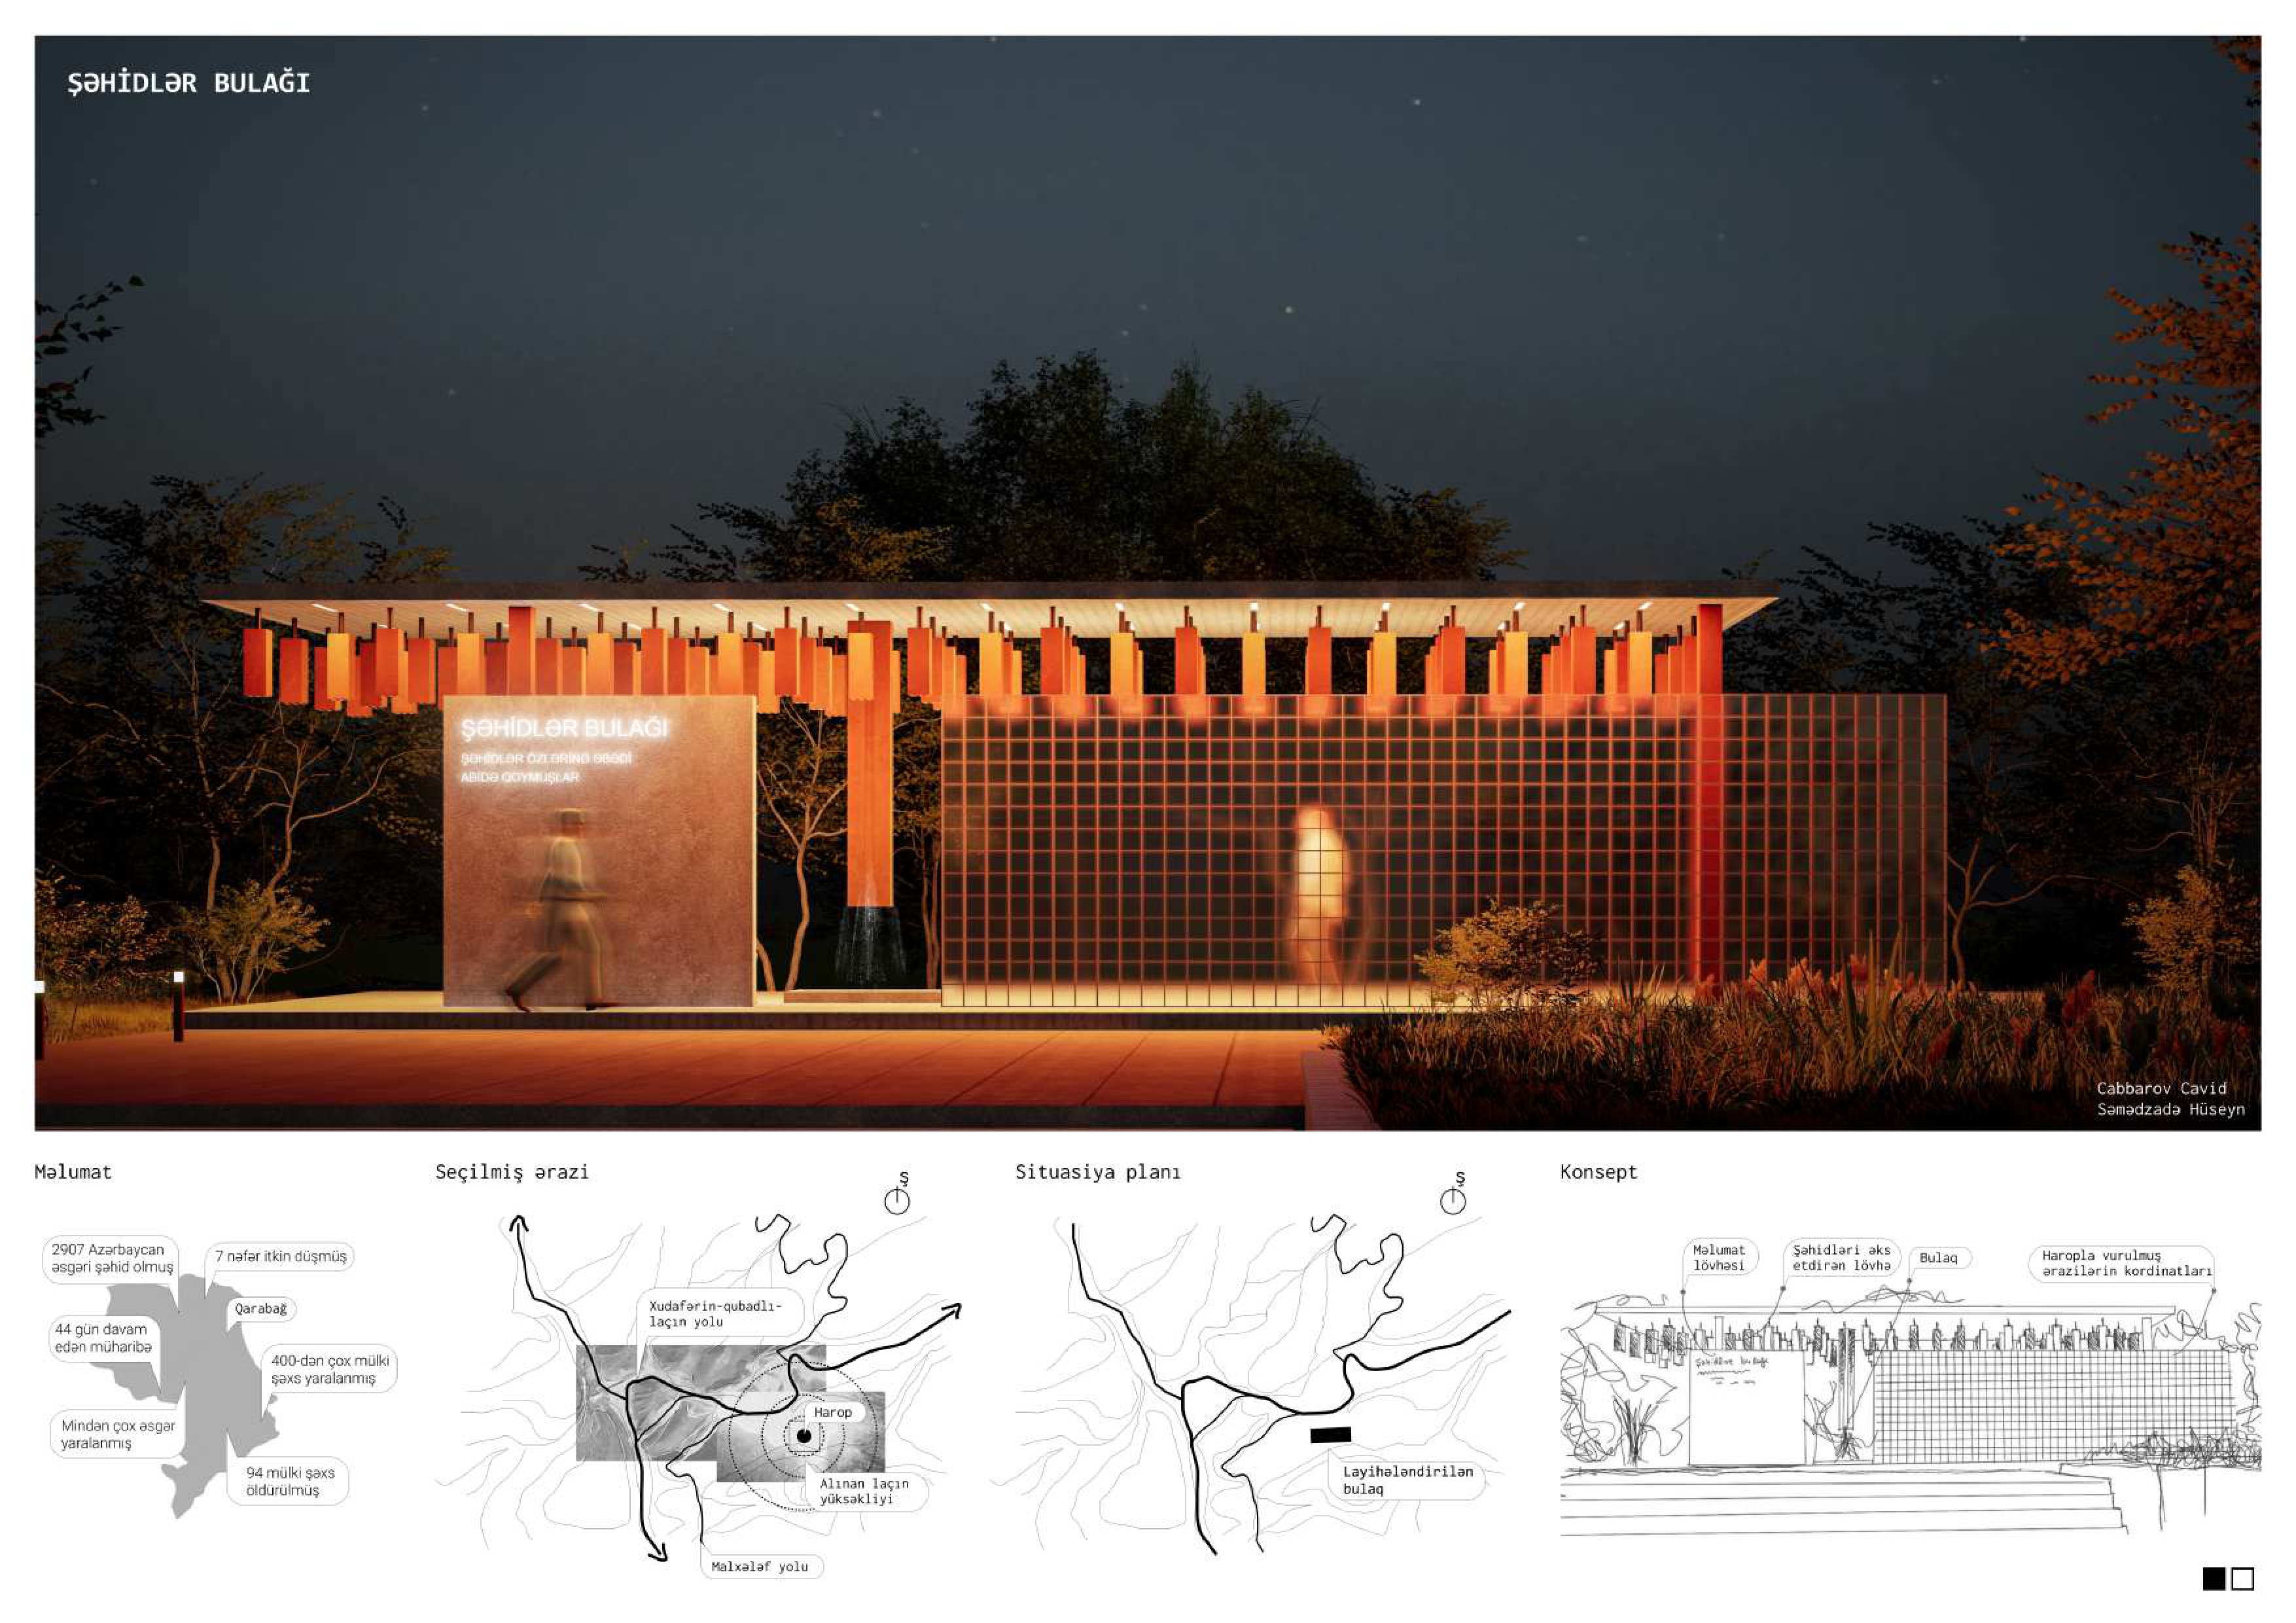 ŞƏHİDLƏR BULAĞI
ŞƏHİDLƏR BULAĞI
ŞƏHİDLƏR ÖZLƏRİNƏ ƏBƏDİ
ABİDƏ QOYMUŞLAR
Cabbarov Cavid
Səmədzadə Hüseyn
Məlumat
2907 Azərbaycan
əsgəri şəhid olmuş
7 nəfər itkin düşmüş
Qarabağ
44 gün davam
edən müharibə
400-dən çox mülki
şəxs yaralanmış
Mindən çox əsgər
yaralanmış
94 mülki şəxs
öldürülmüş
Seçilmiş ərazi
Ş
Xudafərin-qubadlı-
laçın yolu
Harop
Alınan laçın
yüksəkliyi
Malxələf yolu
Situasiya planı
Ş
Layihələndirilən
bulaq
Konsept
Məlumat
lövhəsi
Şəhidləri əks
etdirən lövhə
Bulaq
Haropla vurulmuş
ərazilərin kordinatları